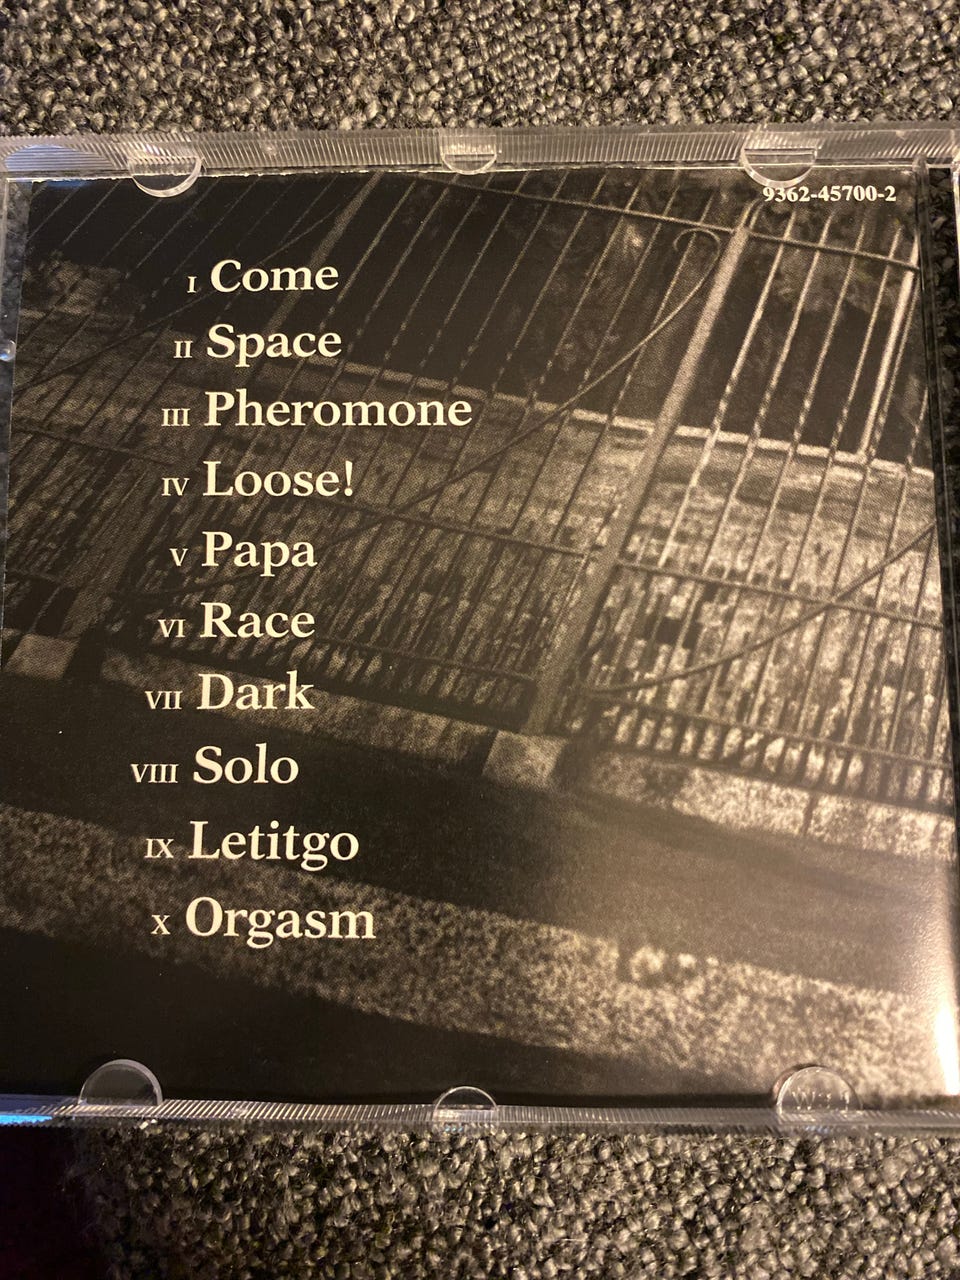 9362-45700-2
I Come
II Space
III Pheromone
IV Loose!
V Papa
VI Race
VII Dark
VIII Solo
IX Letitgo
X Orgasm